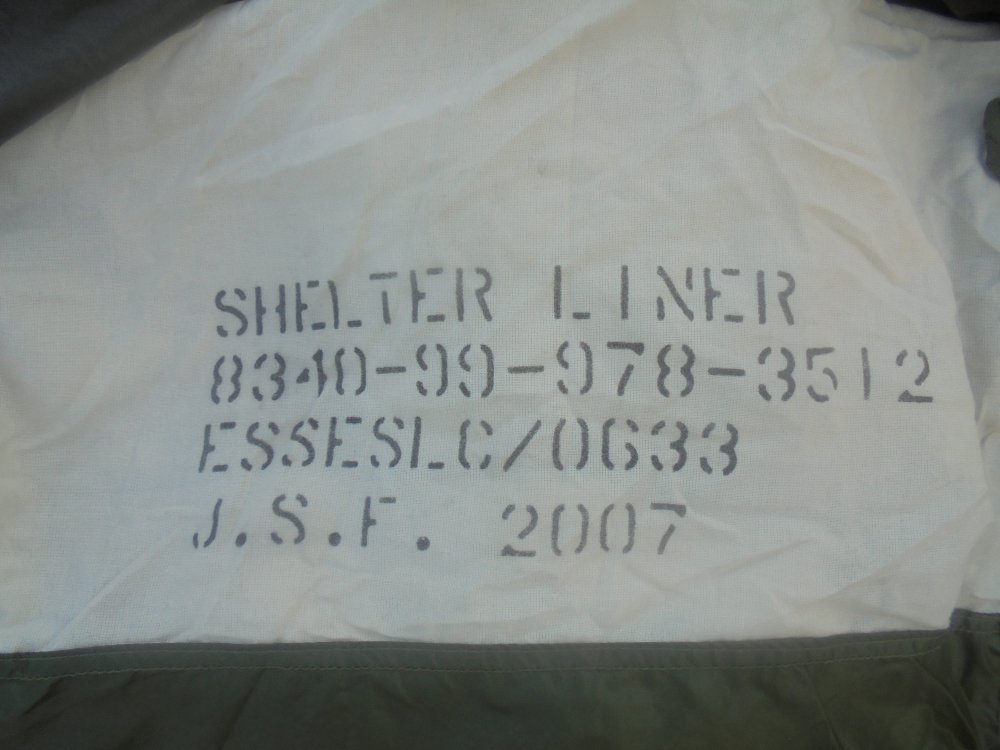 SHELTER LINER
8340-99-978-3512
ESSESLC/0633
J.S.F. 2007